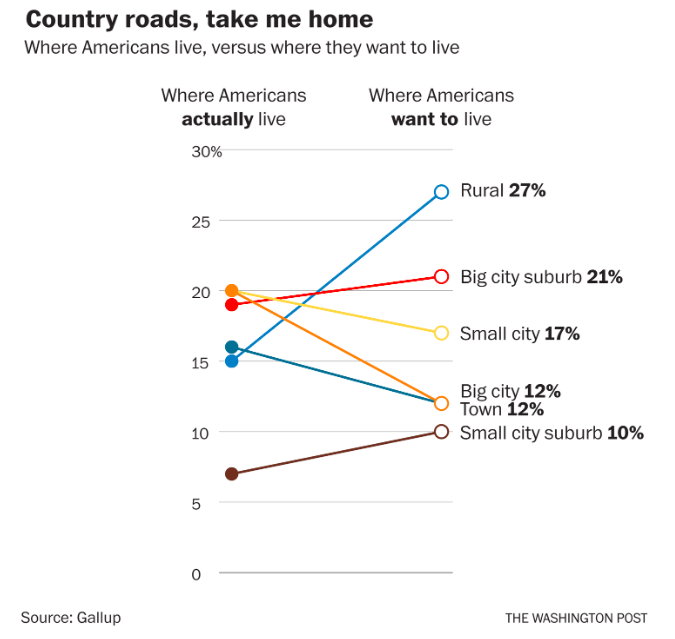 Country roads, take me home
Where Americans live, versus where they want to live
Where Americans
actually live
Where Americans
want to live
30%
25
20
15
10
5
0
Rural 27%
Big city suburb 21%
Small city 17%
Big city 12%
Town 12%
Small city suburb 10%
Source: Gallup
THE WASHINGTON POST